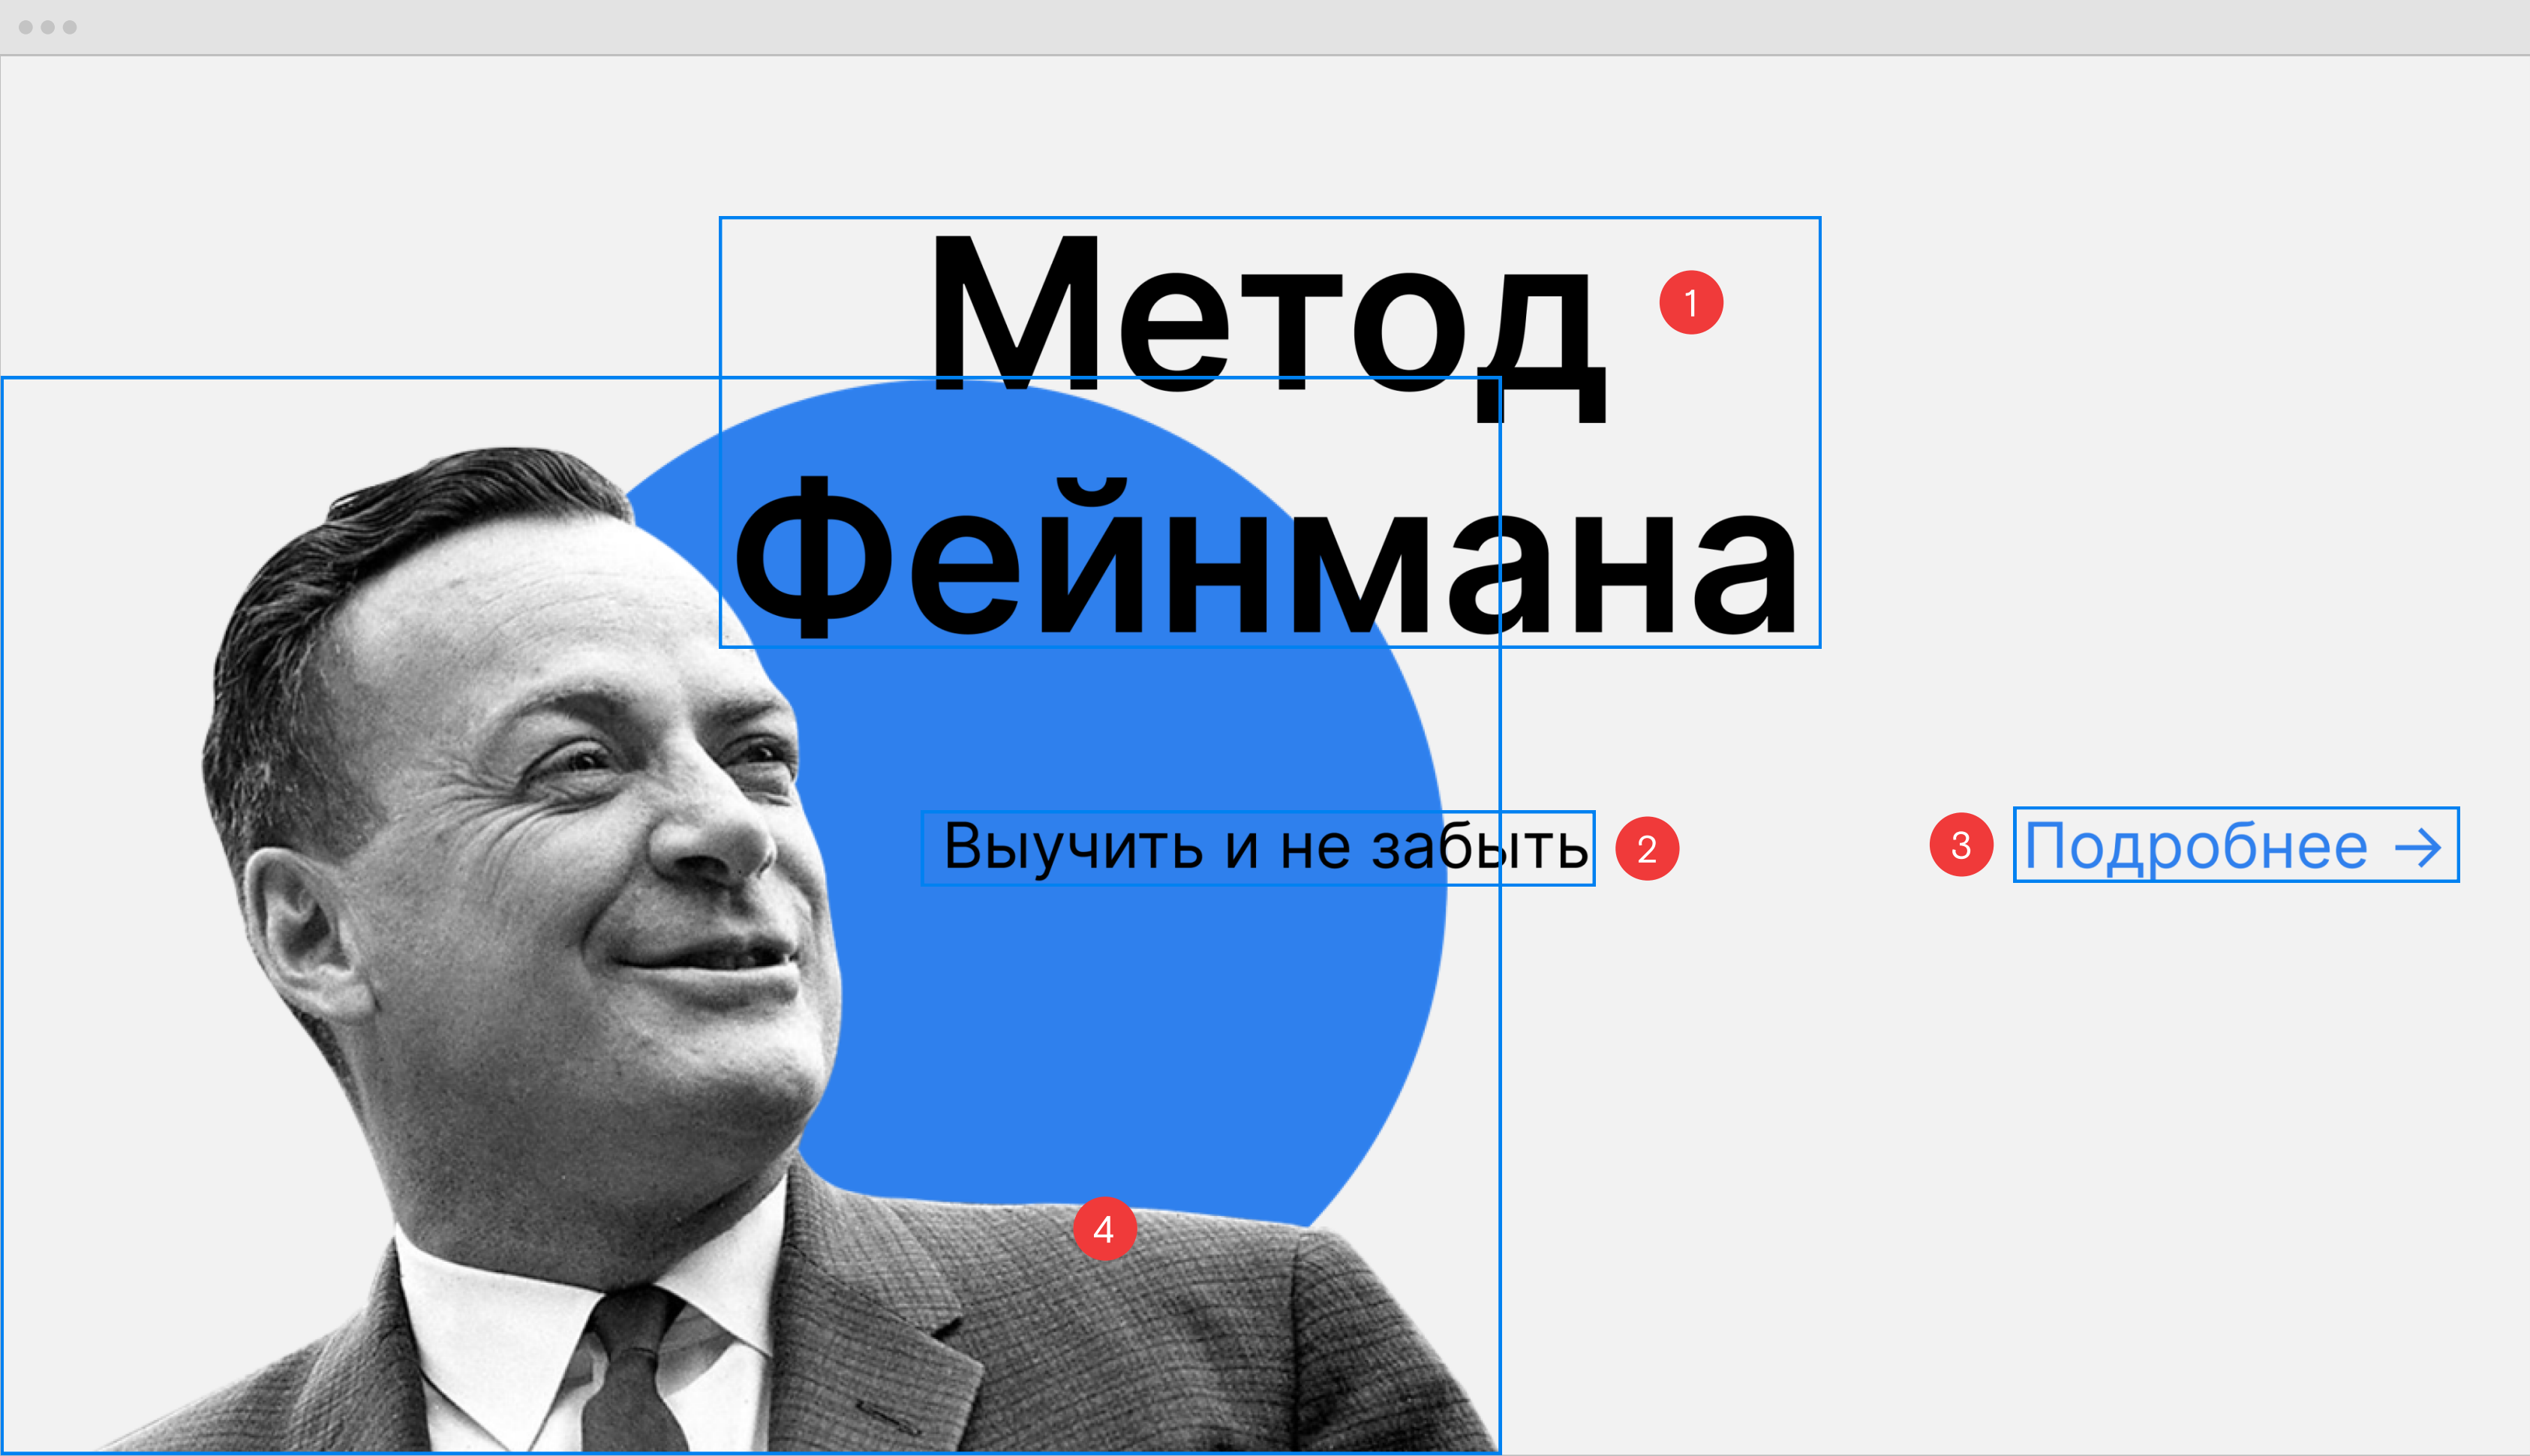 Метод
1
Фейнмана
Выучить и не забыть
2
3
Подробнее →
4